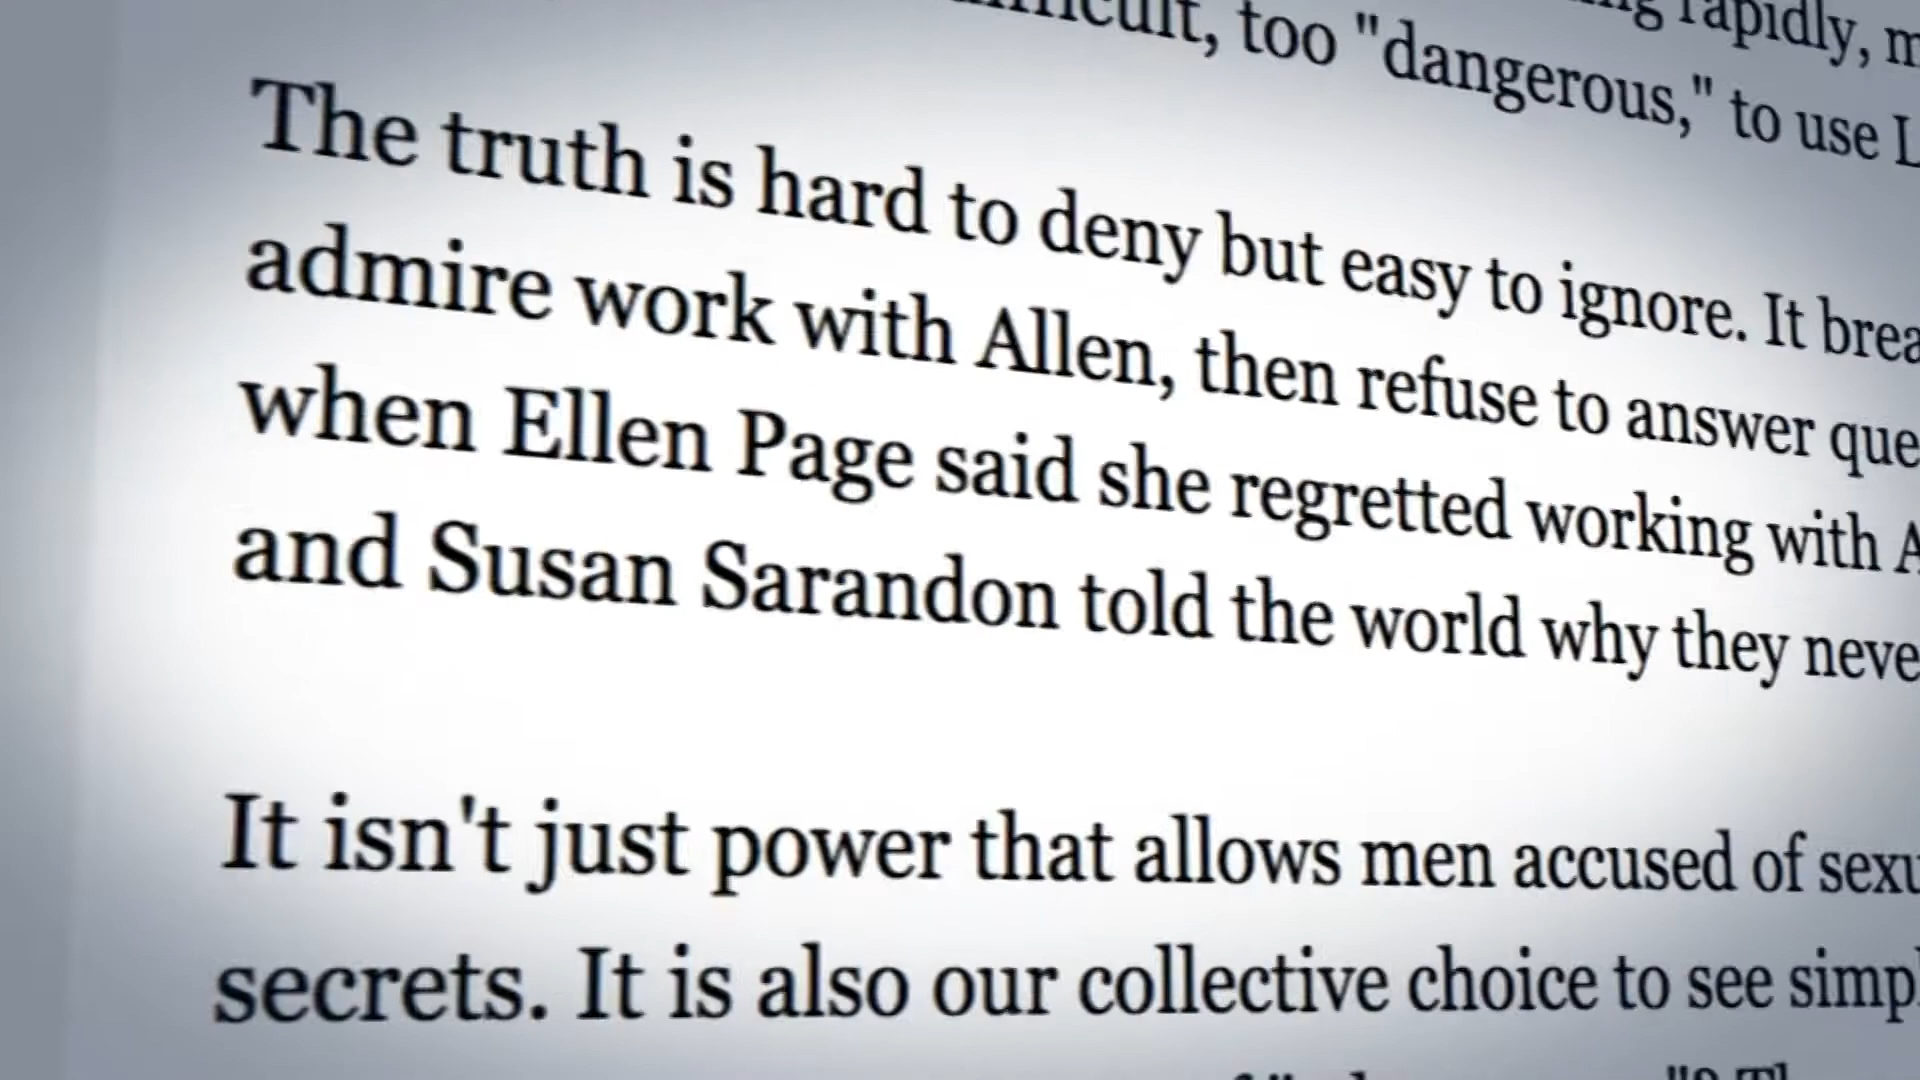 rapidly,
too "dangerous," to use
The truth is hard to deny but easy to ignore. It
admire work with Allen, then refuse to answer
when Ellen Page said she regretted working with
and Susan Sarandon told the world why they
It isn't just power that allows men accused of
secrets. It is also our collective choice to see